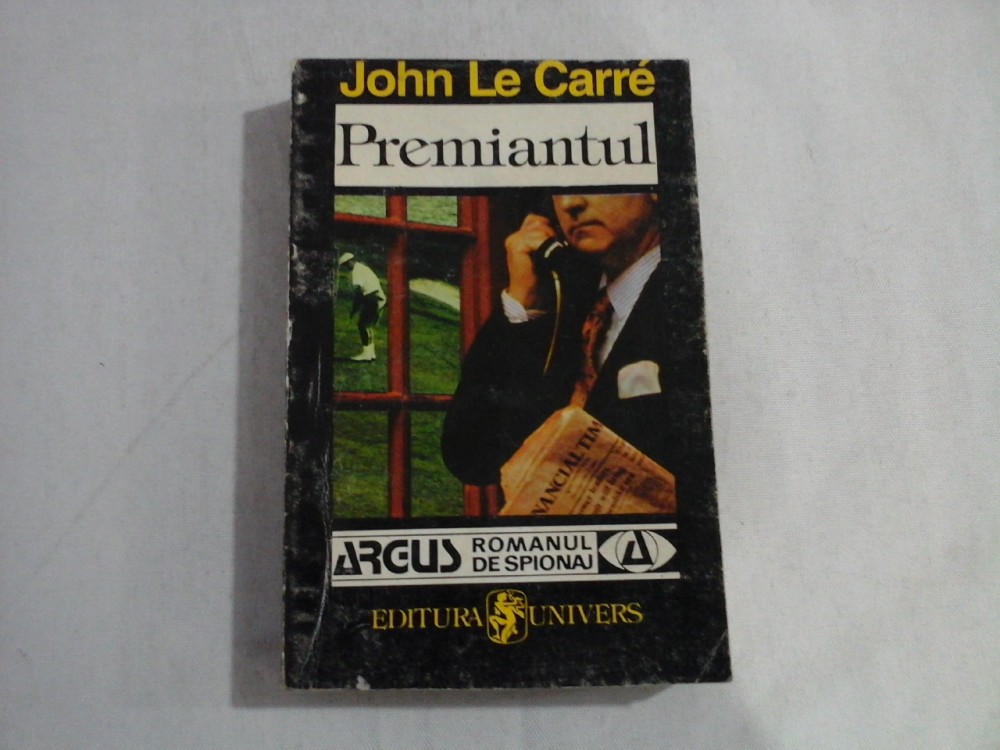 John Le Carré
Premiantul
NANCIAL TIM
ARGUS
ROMANUL
DE SPIONAJ
A
EDITURA UNIVERS